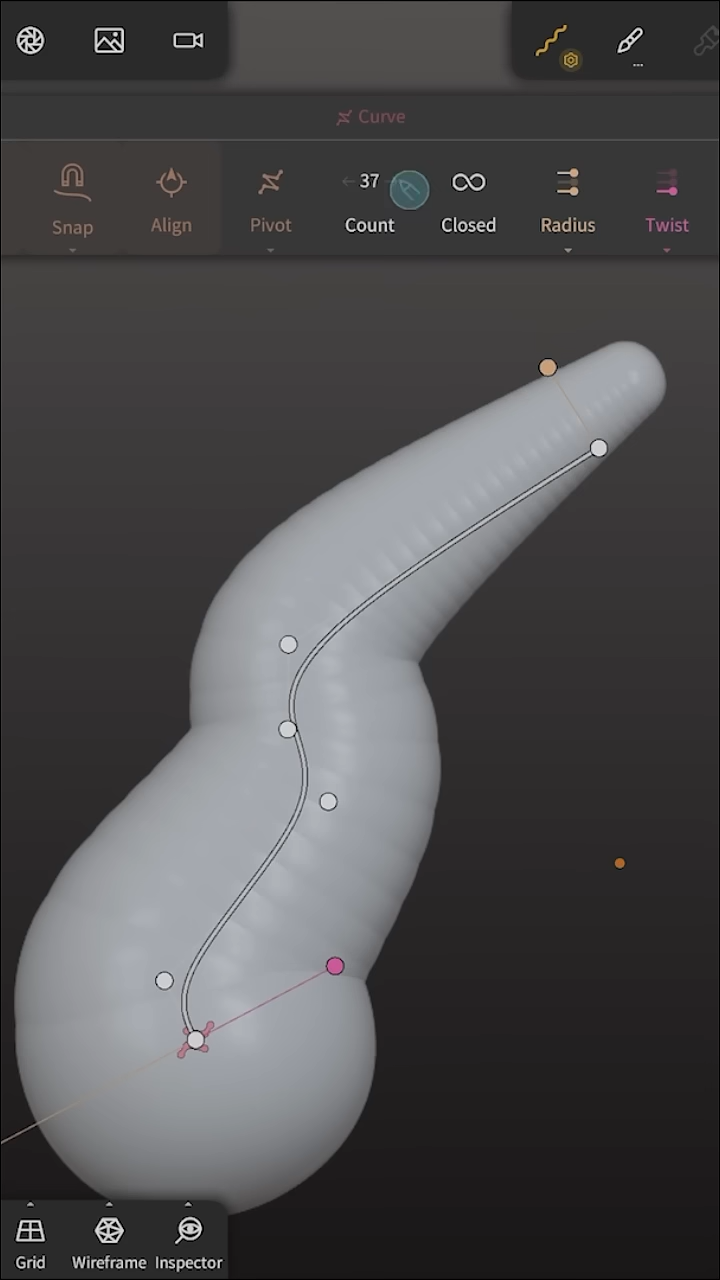 Curve
Snap
Align
Pivot
37
Count
Closed
Radius
Twist
Grid
Wireframe
Inspector